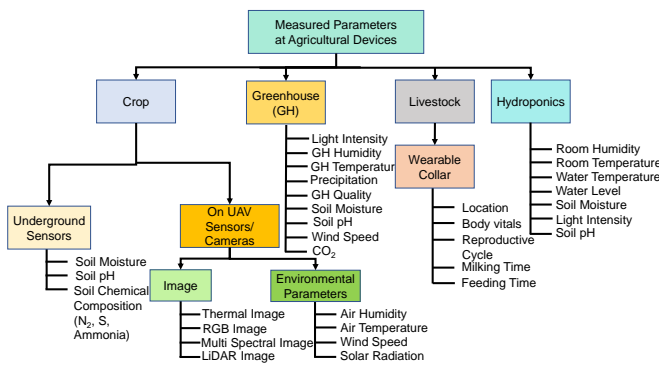 Measured Parameters
at Agricultural Devices
Crop
Greenhouse
(GH)
Livestock
Hydroponics
Light Intensity
GH Humidity
GH Temperatur
Precipitation
GH Quality
Soil Moisture
Soil pH
Wind Speed
CO₂
Wearable
Collar
Room Humidity
Room Temperature
Water Temperature
Water Level
Soil Moisture
Light Intensity
Soil pH
Location
Body vitals
Reproductive
Cycle
Milking Time
Feeding Time
Underground
Sensors
On UAV
Sensors/
Cameras
Soil Moisture
Soil pH
Soil Chemical
Composition
(N₂, S,
Ammonia)
Image
Environmental
Parameters
Thermal Image
RGB Image
Multi Spectral Image
LiDAR Image
Air Humidity
Air Temperature
Wind Speed
Solar Radiation